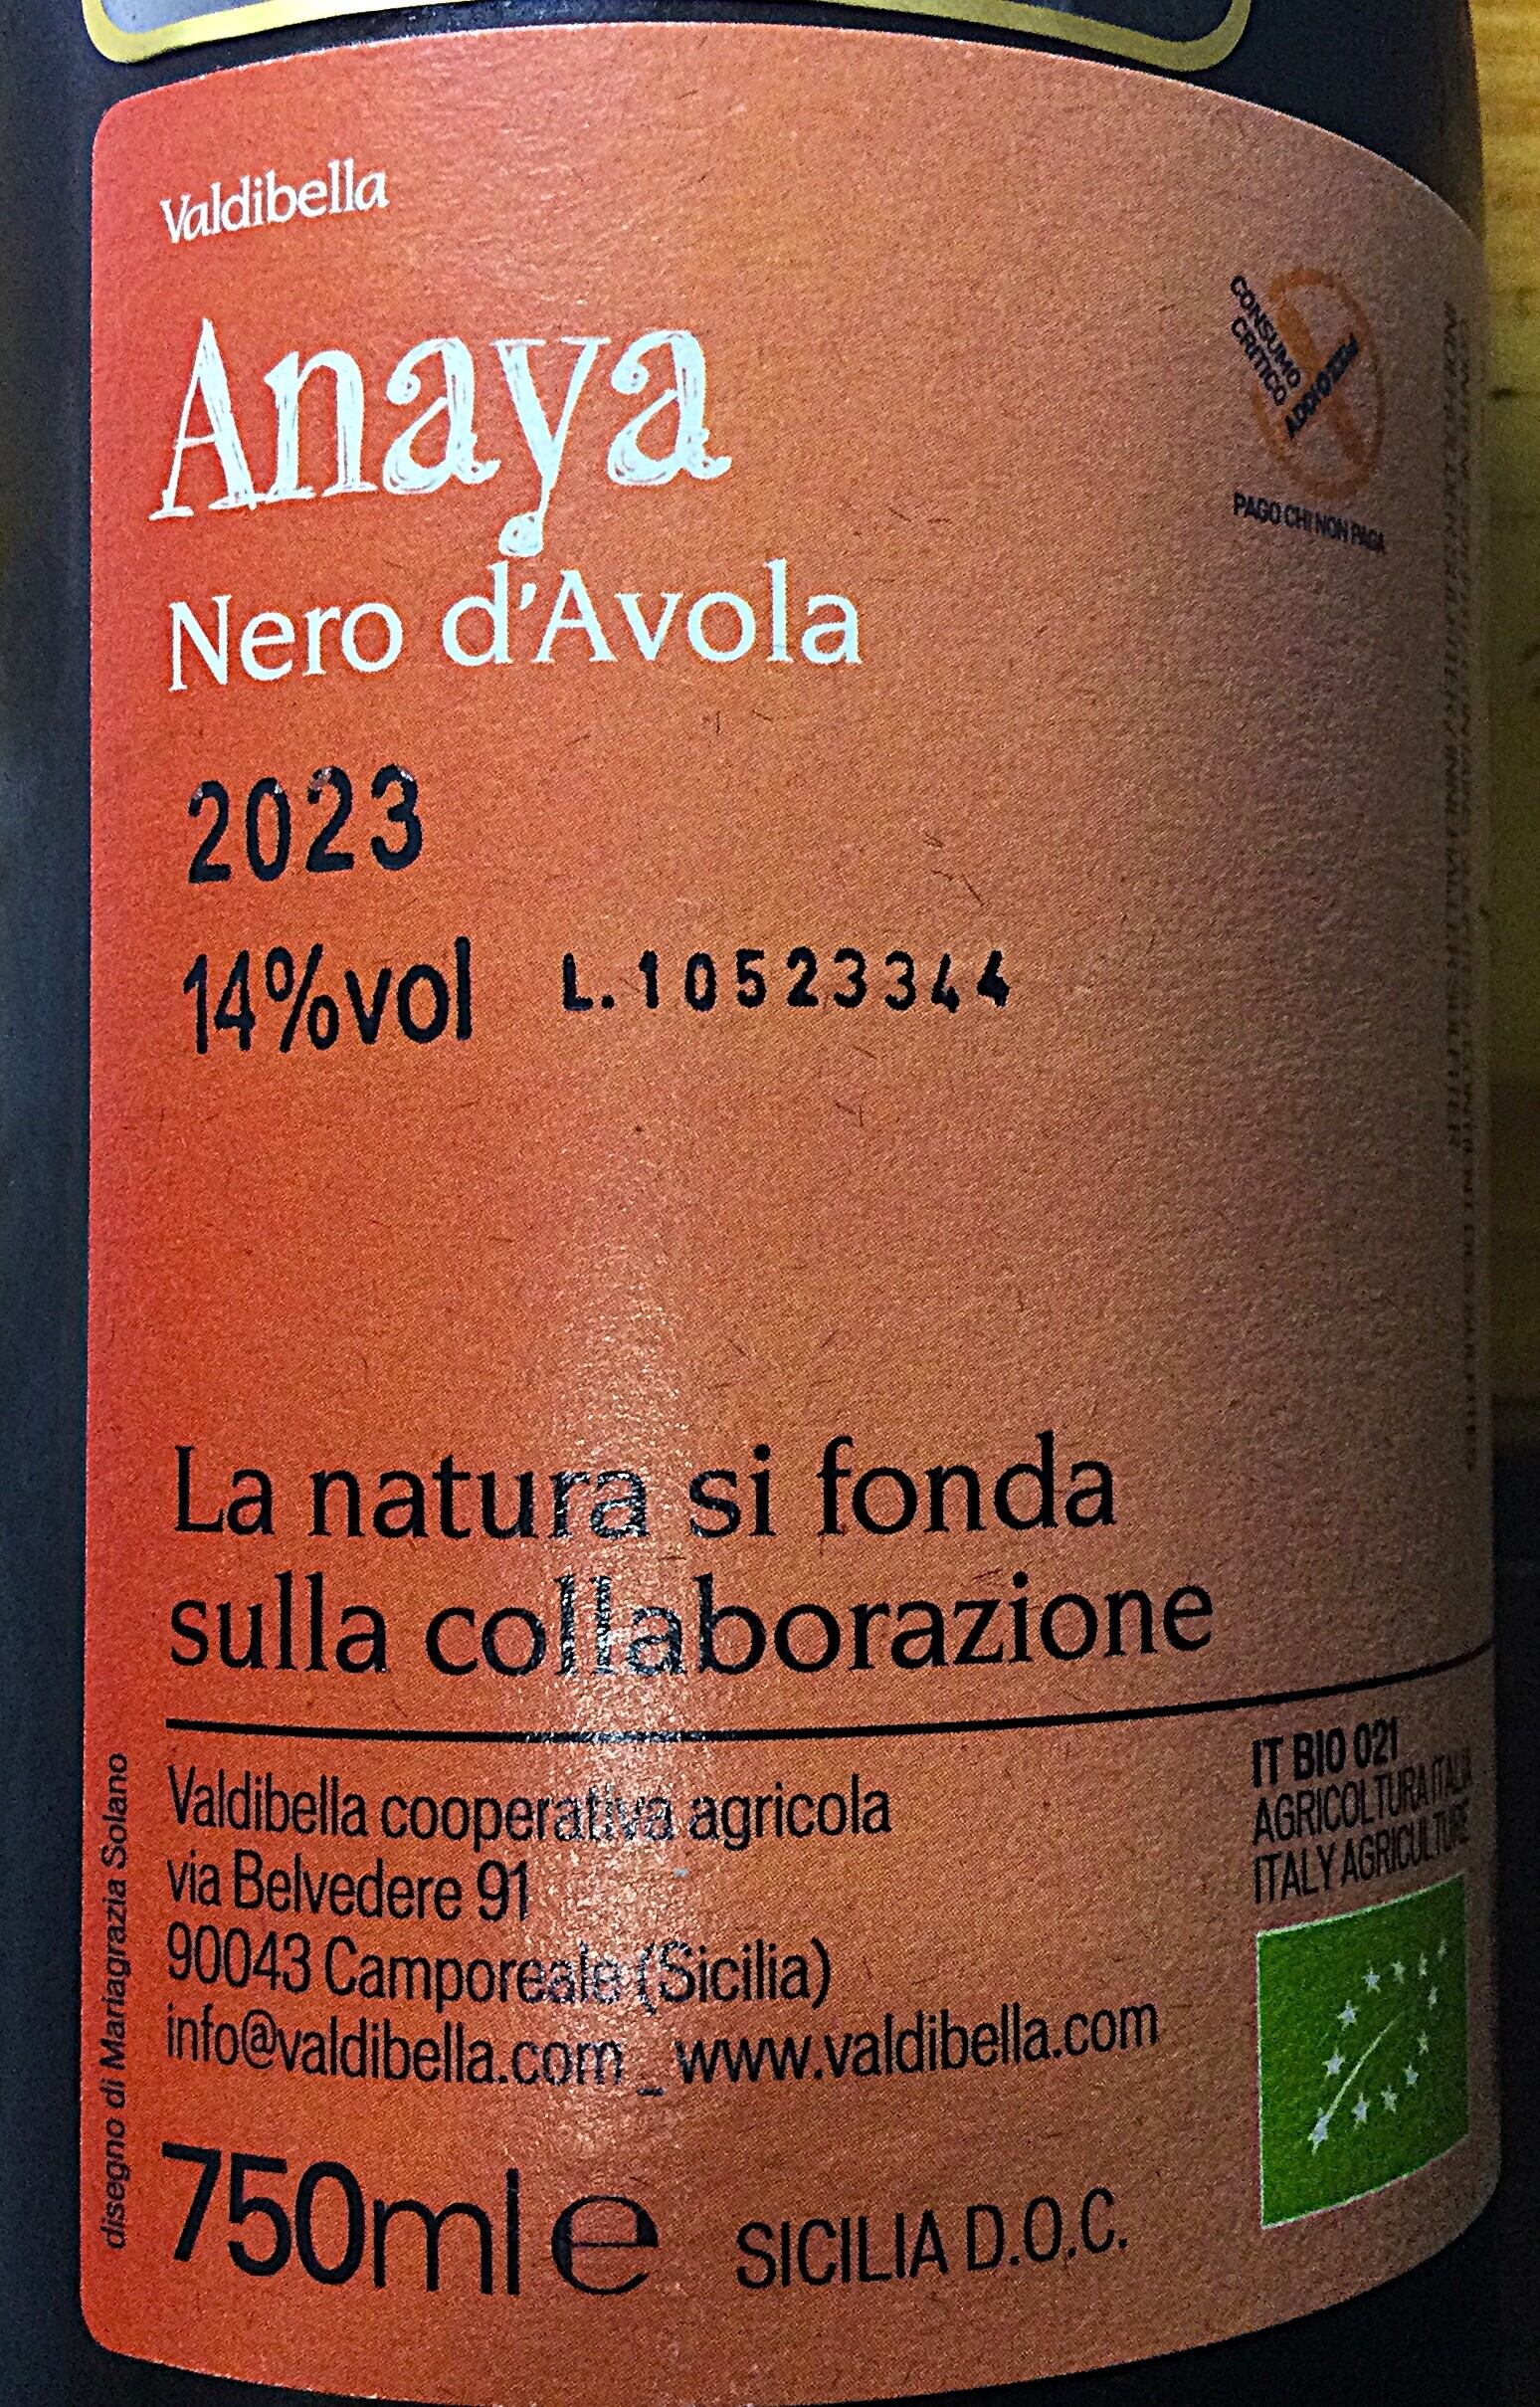 Valdibella
Anaya
Nero d'Avola
2023
14%vol L.10523344
CONSUMO
CRITICO
ADDIOPIZZO
PAGO CHI NON PAGA
La natura si fonda
sulla collaborazione
Valdibella cooperativa agricola
via Belvedere 91
90043 Camporeale (Sicilia)
info@valdibella.com _ www.valdibella.com
750ml e SICILIA D.O.C.
disegno di Mariagrazia Solano
IT BIO 021
AGRICOLTURA ITALIA
ITALY AGRICULTURE